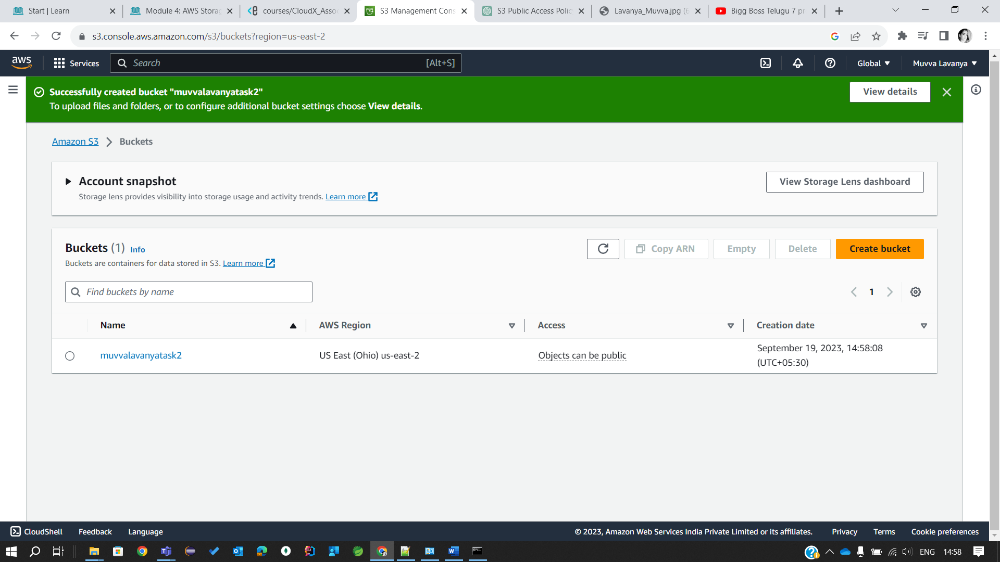 Start | Learn
Module 4: AWS Storag
courses/CloudX_Asso
S3 Management Cons
S3 Public Access Polic
Lavanya_Muvva.jpg (6
Bigg Boss Telugu 7 pr
s3.console.aws.amazon.com/s3/buckets?region=us-east-2
aws
Services
Search
[Alt+S]
Global
Muvva Lavanya
Successfully created bucket "muvvalavanyatask2"
To upload files and folders, or to configure additional bucket settings choose View details.
View details
Amazon S3
Buckets
Account snapshot
Storage lens provides visibility into storage usage and activity trends. Learn more
View Storage Lens dashboard
Buckets (1) Info
Buckets are containers for data stored in S3. Learn more
Copy ARN
Empty
Delete
Create bucket
Find buckets by name
1
Name
AWS Region
Access
Creation date
muvvalavanyatask2
US East (Ohio) us-east-2
Objects can be public
September 19, 2023, 14:58:08
(UTC+05:30)
CloudShell
Feedback
Language
© 2023, Amazon Web Services India Private Limited or its affiliates.
Privacy
Terms
Cookie preferences
ENG
14:58